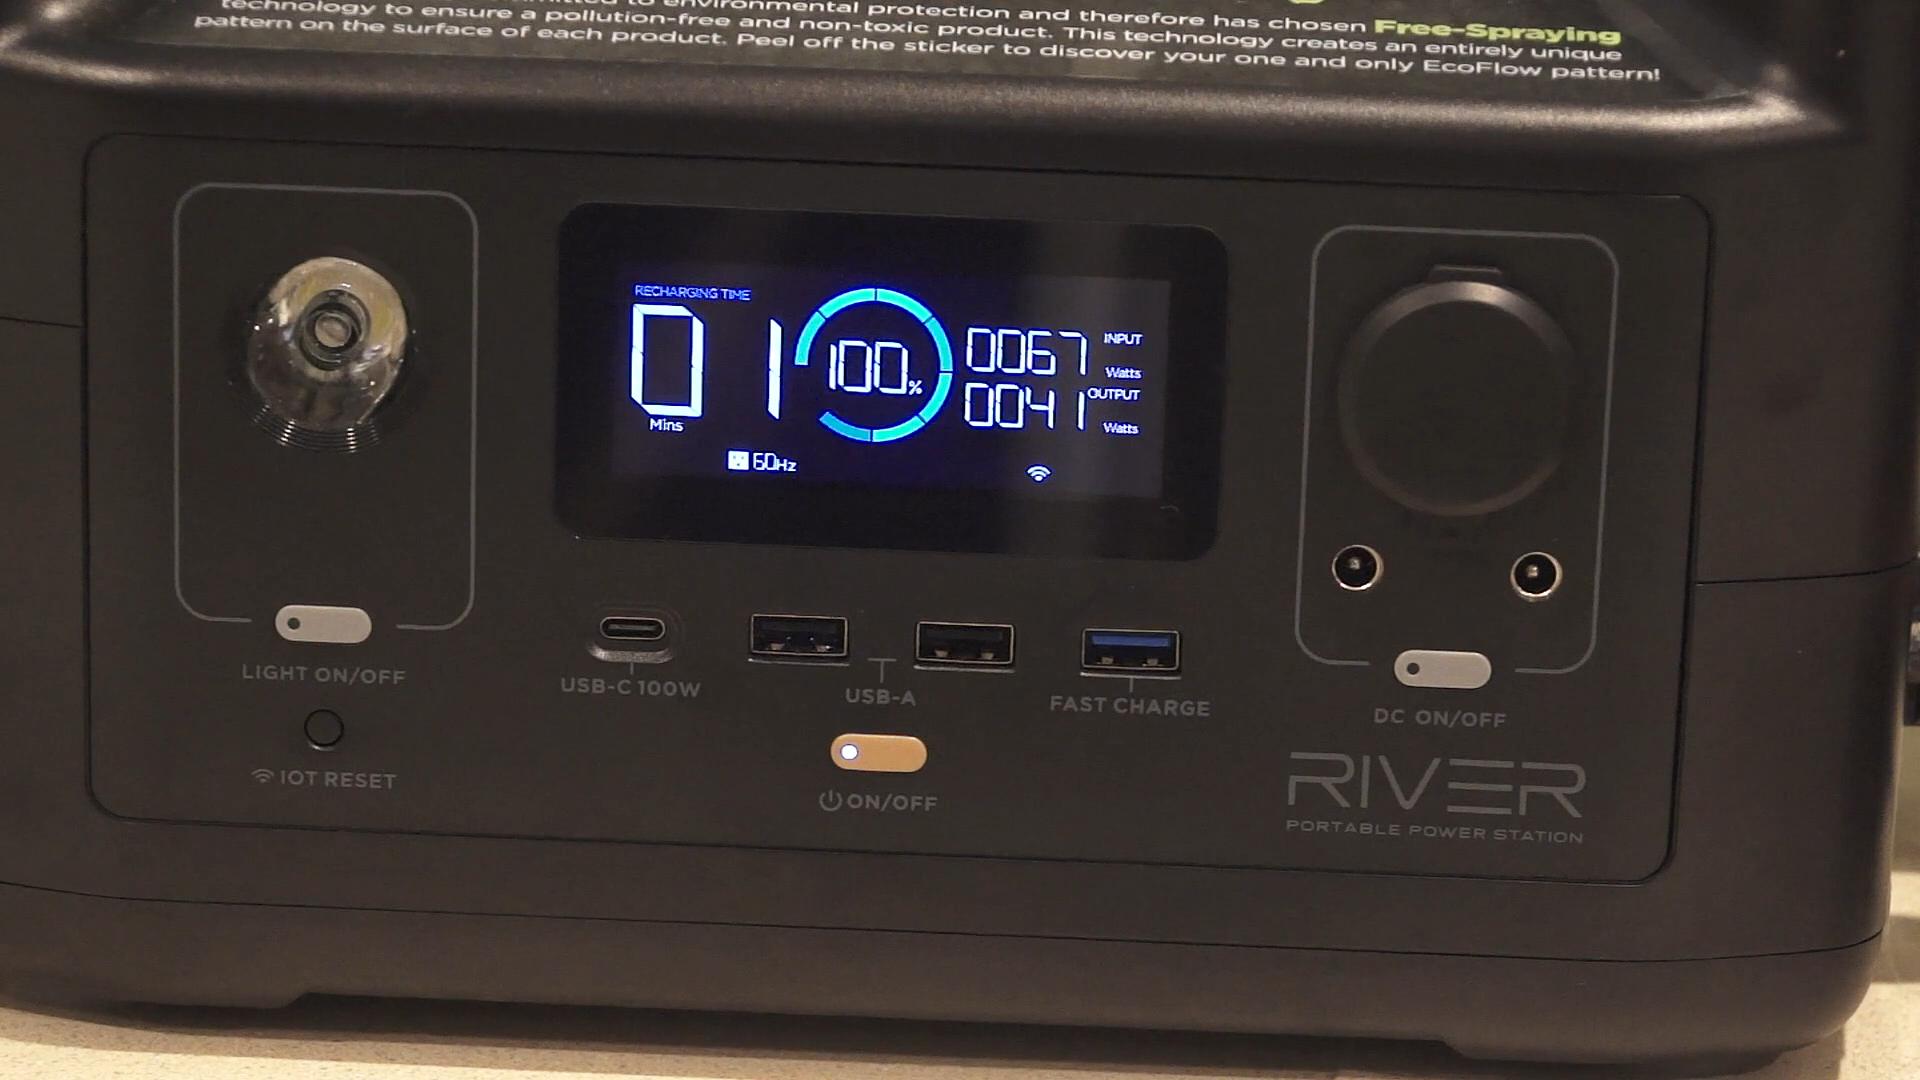 to environmental protection and therefore has chosen Free-Spraying
technology to ensure a pollution-free and non-toxic product. This technology creates an entirely unique
pattern on the surface of each product. Peel off the sticker to discover your one and only EcoFlow pattern!
RECHARGING TIME
01
Mins
100%
0067 INPUT
Watts
0041 OUTPUT
Watts
60Hz
LIGHT ON/OFF
IOT RESET
USB-C 100W
USB-A
FAST CHARGE
ON/OFF
DC ON/OFF
RIVER
PORTABLE POWER STATION